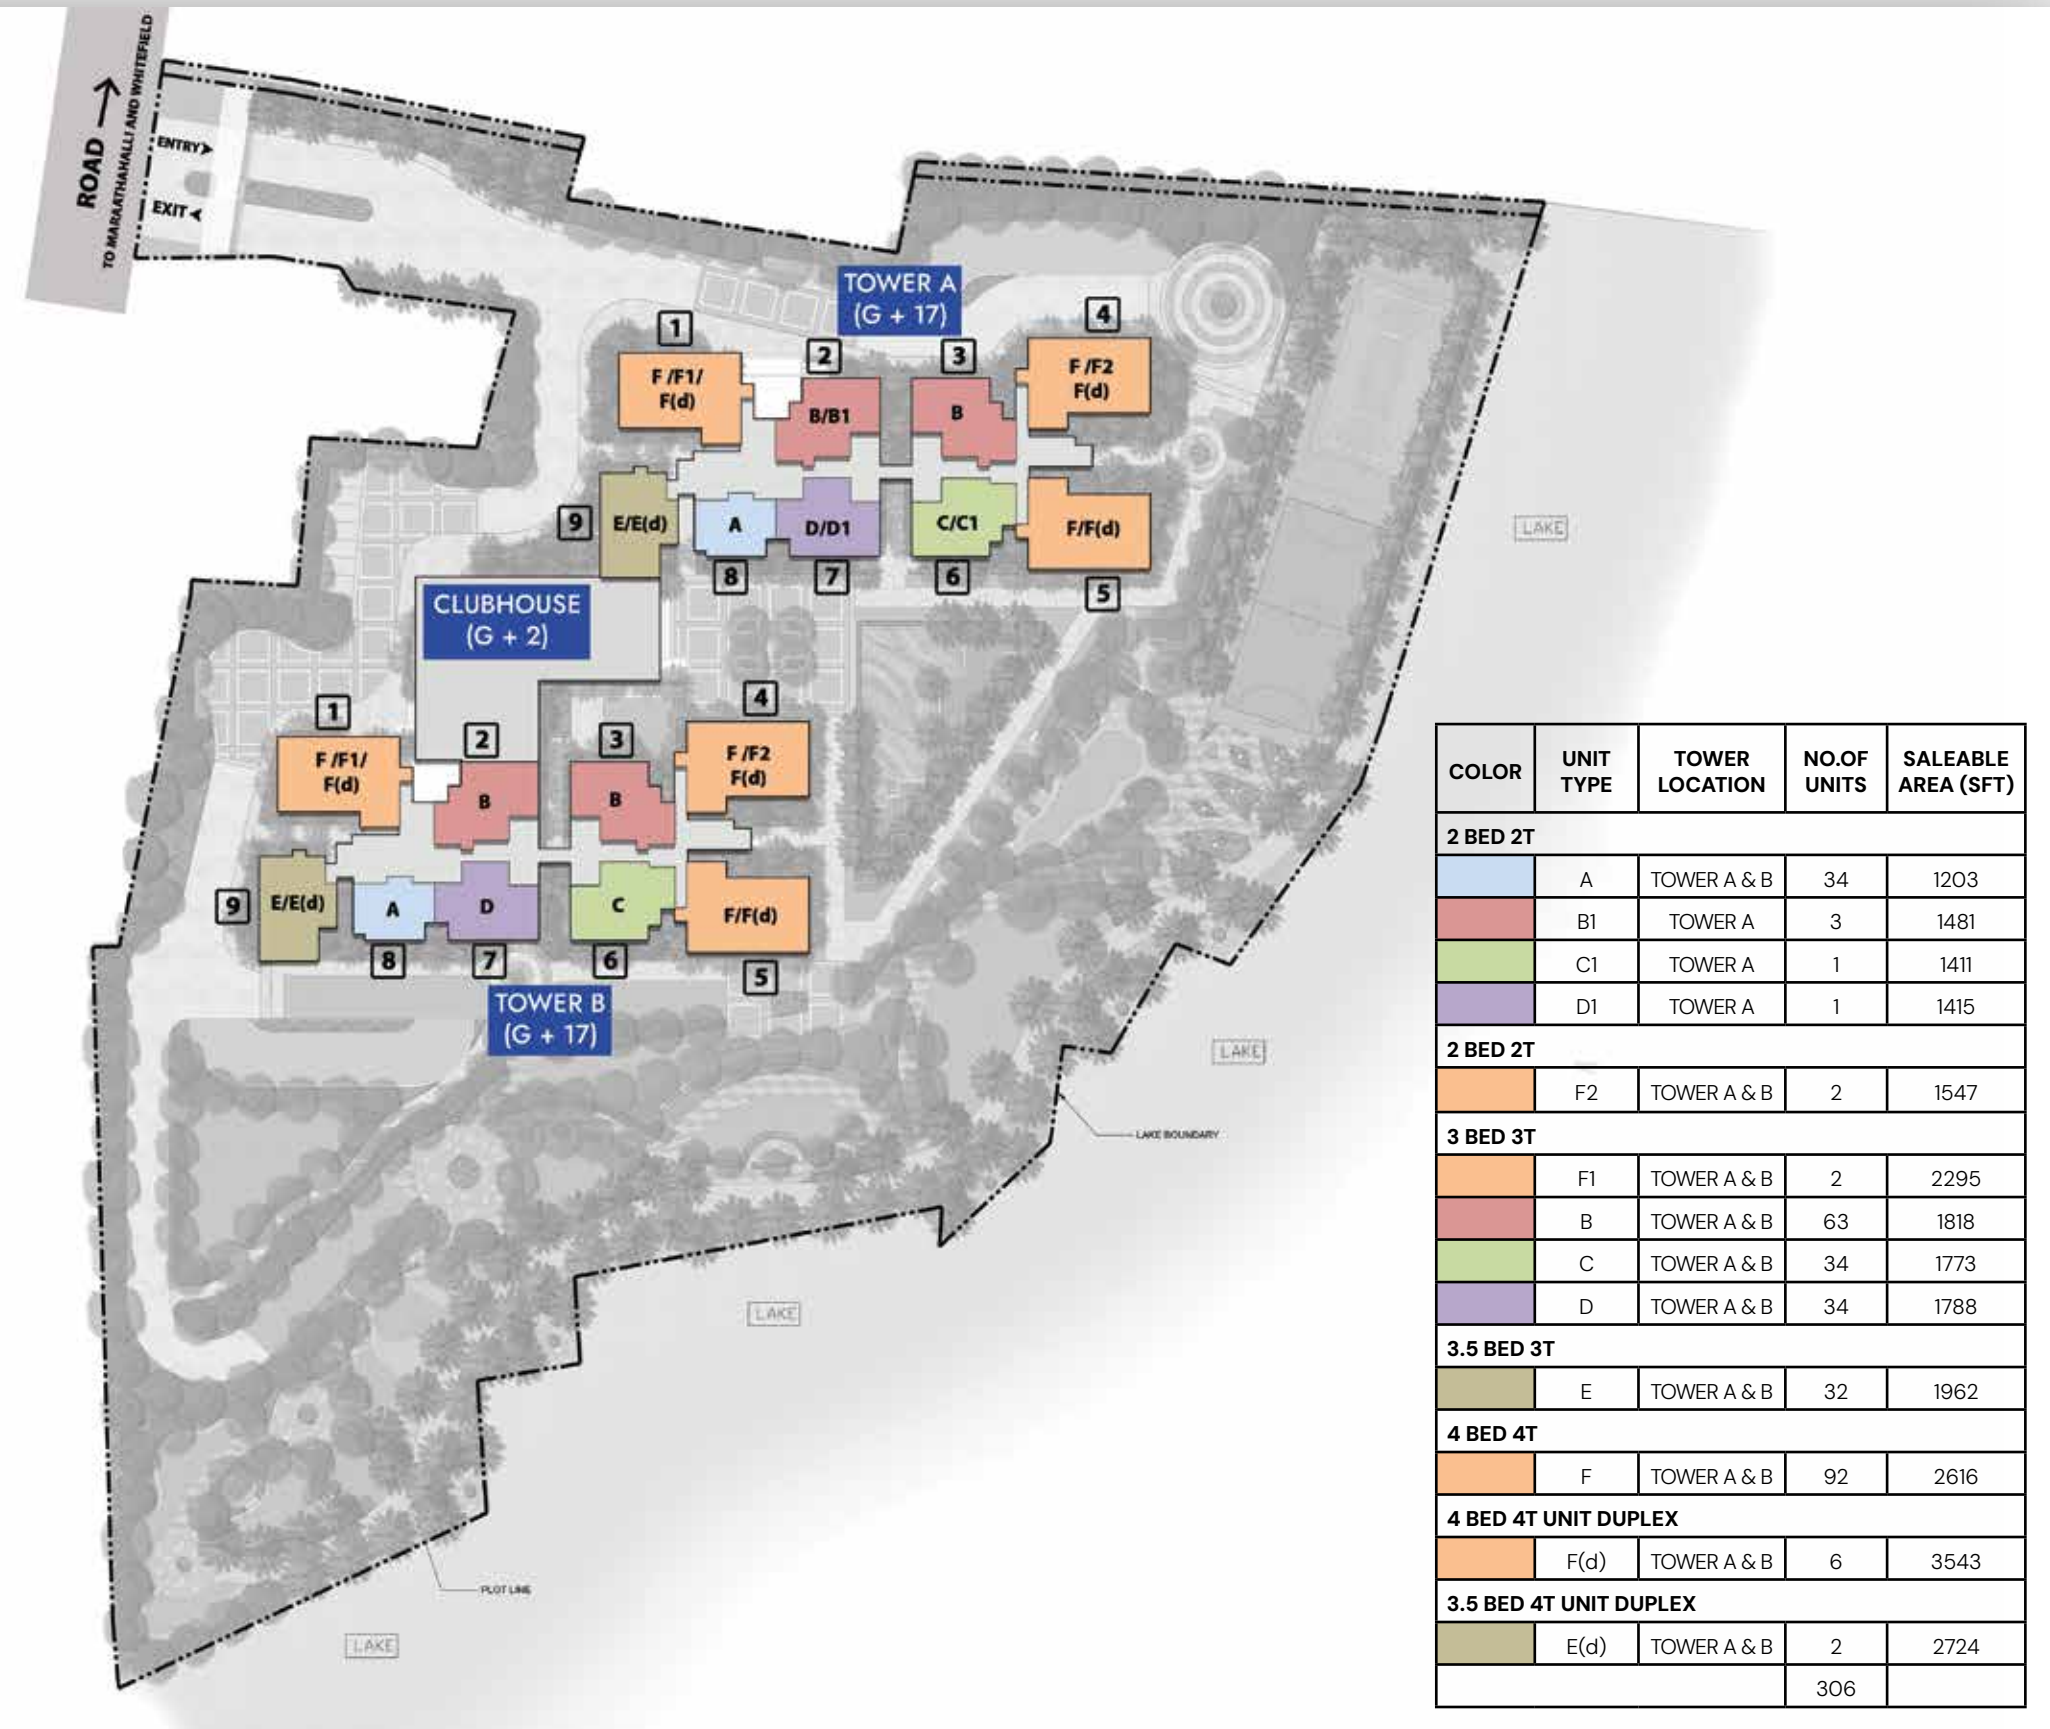 ROAD
TO MARAATHAHALLI AND WHITEFIELD
ENTRY
EXIT
TOWER A
(G + 17)
1
2
3
4
F /F1/
F(d)
B/B1
B
F /F2
F(d)
9
E/E(d)
A
D/D1
C/C1
F/F(d)
8
7
6
5
LAKE
CLUBHOUSE
(G + 2)
1
2
3
4
F /F1/
F(d)
B
B
F /F2
F(d)
9
E/E(d)
A
D
C
F/F(d)
8
7
6
5
TOWER B
(G + 17)
LAKE
LAKE BOUNDARY
LAKE
PLOT LINE
LAKE
COLOR UNIT TYPE TOWER LOCATION NO.OF UNITS SALEABLE AREA (SFT)
2 BED 2T
A TOWER A & B 34 1203
B1 TOWER A 3 1481
C1 TOWER A 1 1411
D1 TOWER A 1 1415
2 BED 2T
F2 TOWER A & B 2 1547
3 BED 3T
F1 TOWER A & B 2 2295
B TOWER A & B 63 1818
C TOWER A & B 34 1773
D TOWER A & B 34 1788
3.5 BED 3T
E TOWER A & B 32 1962
4 BED 4T
F TOWER A & B 92 2616
4 BED 4T UNIT DUPLEX
F(d) TOWER A & B 6 3543
3.5 BED 4T UNIT DUPLEX
E(d) TOWER A & B 2 2724
306